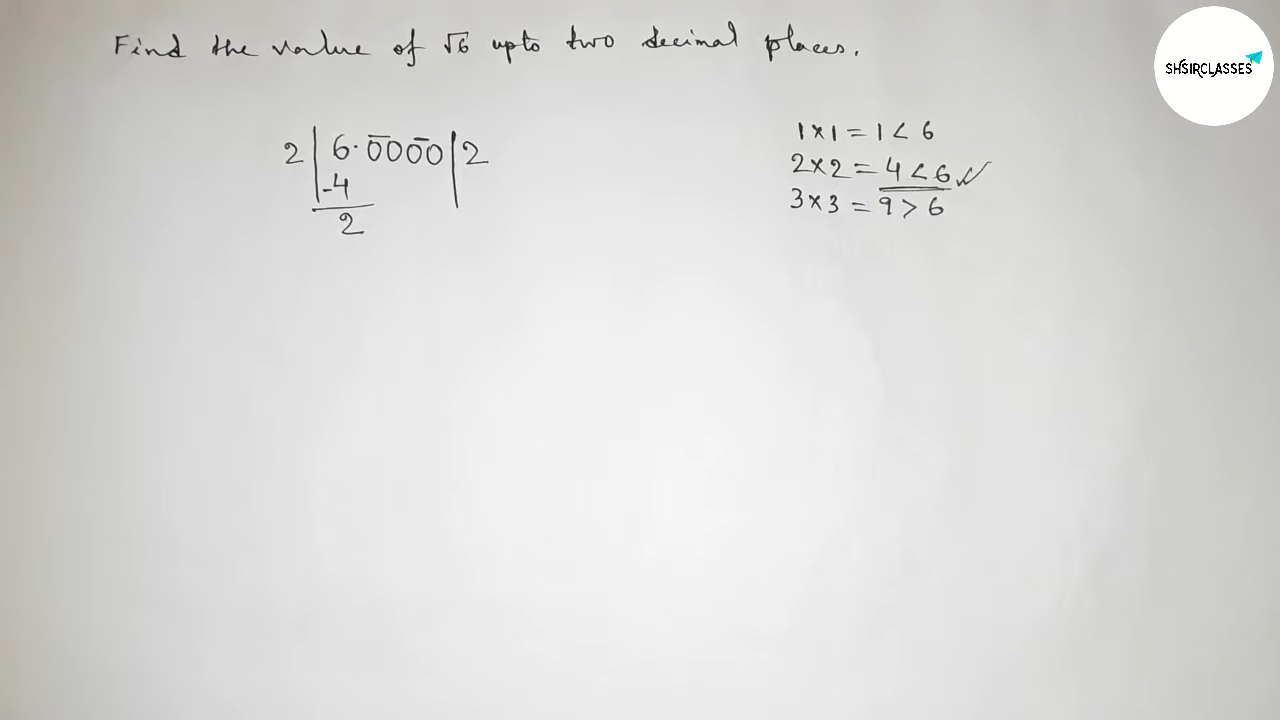 Find the value of √6 upto two decimal places.
SHSIRCLASSES
2 | 6.0000 | 2
-4
2
1×1=1<6
2×2=4<6✓
3×3=9>6